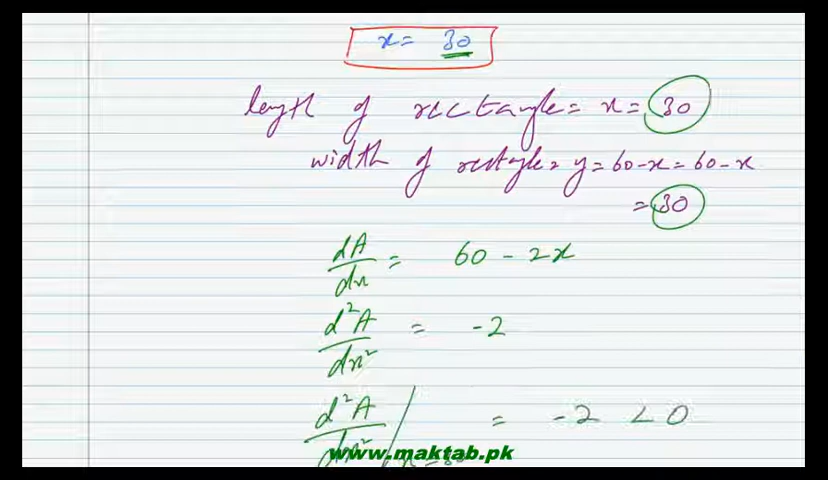 x = 30
length of rectangle = x = 30
width of rectgle = y = 60-x = 60-x
= 30
dA/dx = 60 - 2x
d²A/dx² = -2
d²A/dx² / = -2 < 0
www.maktab.pk